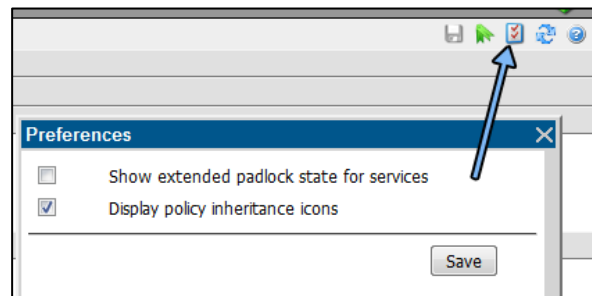 Preferences
Show extended padlock state for services
Display policy inheritance icons
Save